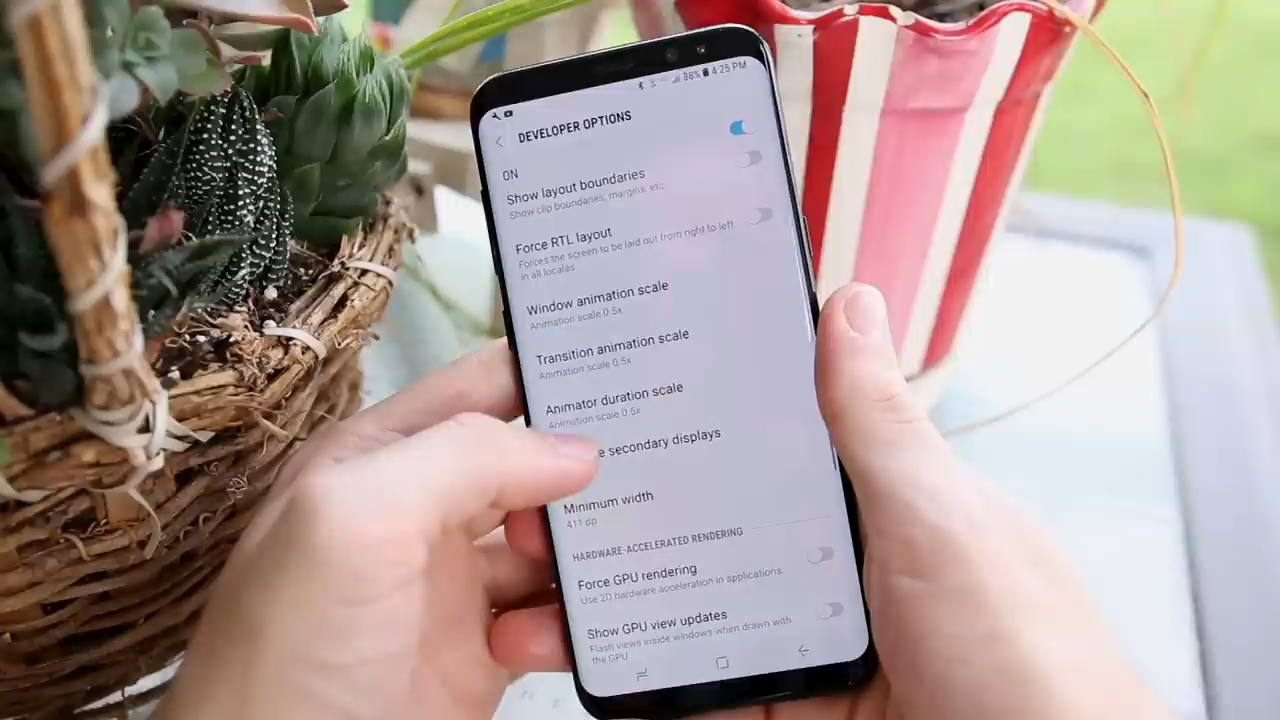 88% 4:25 PM
DEVELOPER OPTIONS
ON
Show layout boundaries
Show clip boundaries, margins, etc.
Force RTL layout
Forces the screen to be laid out from right to left
in all locales
Window animation scale
Animation scale 0.5x
Transition animation scale
Animation scale 0.5x
Animator duration scale
Animation scale 0.5x
e secondary displays
Minimum width
411 dp
HARDWARE-ACCELERATED RENDERING
Force GPU rendering
Use 2D hardware acceleration in applications.
Show GPU view updates
Flash views inside windows when drawn with
the GPU